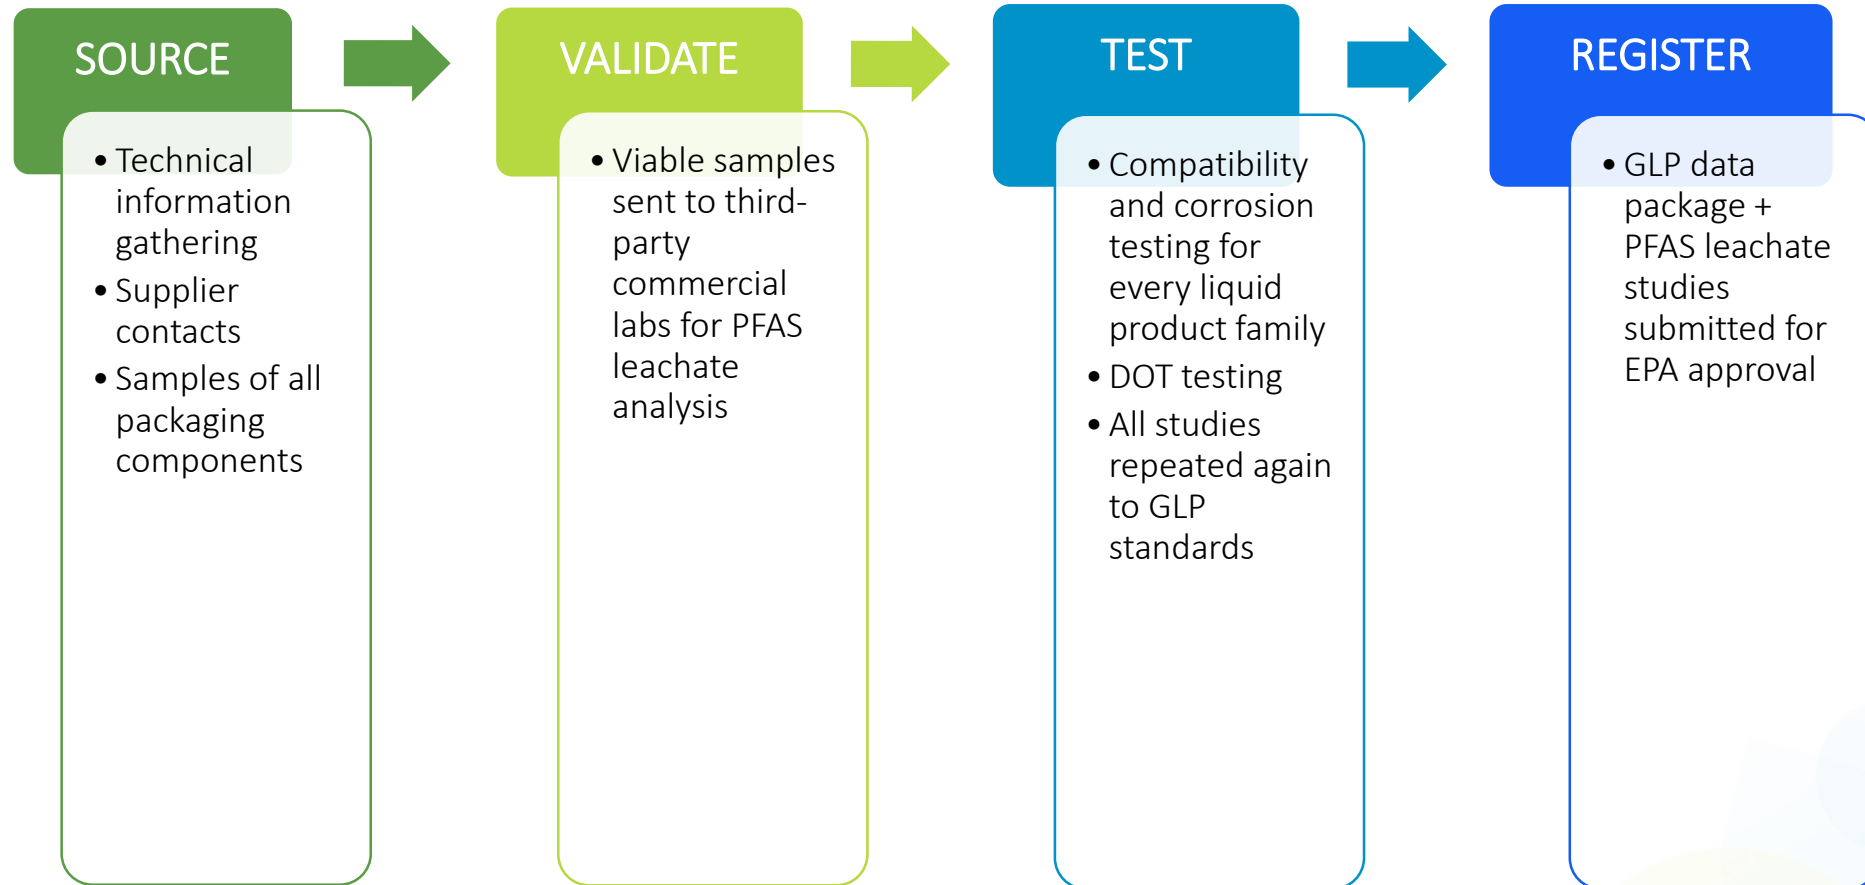 SOURCE
• Technical
information
gathering
• Supplier
contacts
• Samples of all
packaging
components
VALIDATE
• Viable samples
sent to third-
party
commercial
labs for PFAS
leachate
analysis
TEST
• Compatibility
and corrosion
testing for
every liquid
product family
• DOT testing
• All studies
repeated again
to GLP
standards
REGISTER
• GLP data
package +
PFAS leachate
studies
submitted for
EPA approval